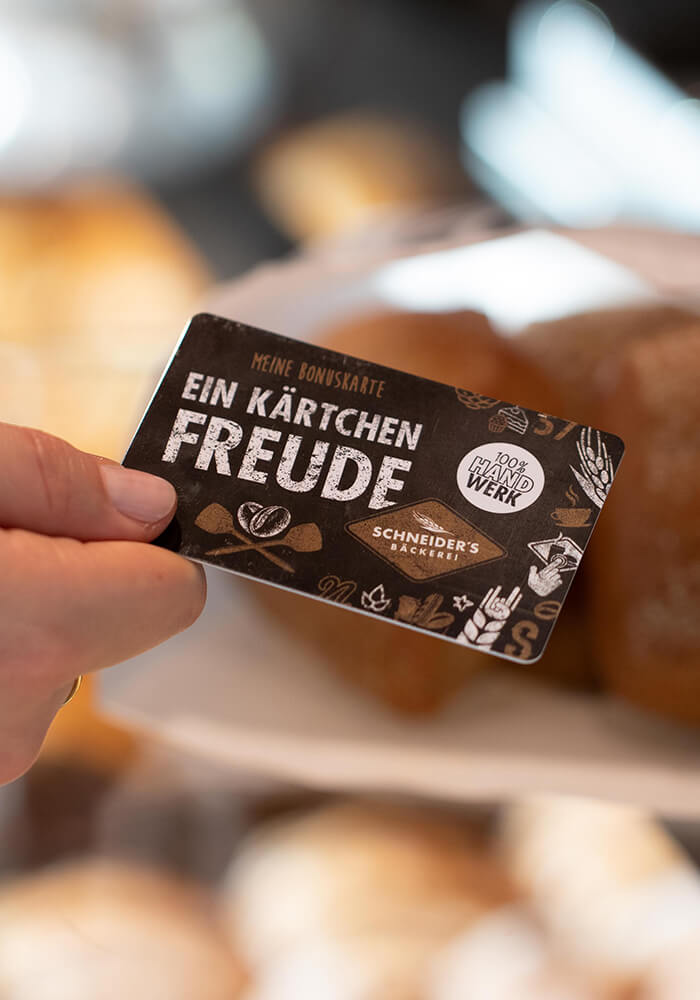 MEINE BONUSKARTE
EIN KÄRTCHEN
FREUDE
100%
HAND
WERK
SCHNEIDER'S
BÄCKEREI